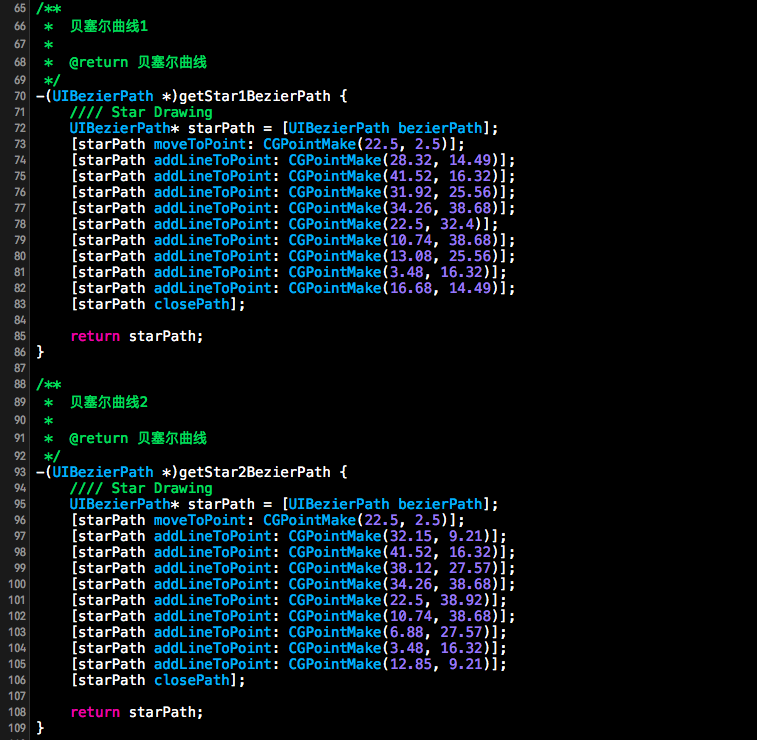 65 /**
66  *  贝塞尔曲线1
67  *
68  *  @return 贝塞尔曲线
69  */
70 -(UIBezierPath *)getStar1BezierPath {
71     //// Star Drawing
72     UIBezierPath* starPath = [UIBezierPath bezierPath];
73     [starPath moveToPoint: CGPointMake(22.5, 2.5)];
74     [starPath addLineToPoint: CGPointMake(28.32, 14.49)];
75     [starPath addLineToPoint: CGPointMake(41.52, 16.32)];
76     [starPath addLineToPoint: CGPointMake(31.92, 25.56)];
77     [starPath addLineToPoint: CGPointMake(34.26, 38.68)];
78     [starPath addLineToPoint: CGPointMake(22.5, 32.4)];
79     [starPath addLineToPoint: CGPointMake(10.74, 38.68)];
80     [starPath addLineToPoint: CGPointMake(13.08, 25.56)];
81     [starPath addLineToPoint: CGPointMake(3.48, 16.32)];
82     [starPath addLineToPoint: CGPointMake(16.68, 14.49)];
83     [starPath closePath];
84
85     return starPath;
86 }
87
88 /**
89  *  贝塞尔曲线2
90  *
91  *  @return 贝塞尔曲线
92  */
93 -(UIBezierPath *)getStar2BezierPath {
94     //// Star Drawing
95     UIBezierPath* starPath = [UIBezierPath bezierPath];
96     [starPath moveToPoint: CGPointMake(22.5, 2.5)];
97     [starPath addLineToPoint: CGPointMake(32.15, 9.21)];
98     [starPath addLineToPoint: CGPointMake(41.52, 16.32)];
99     [starPath addLineToPoint: CGPointMake(38.12, 27.57)];
100     [starPath addLineToPoint: CGPointMake(34.26, 38.68)];
101     [starPath addLineToPoint: CGPointMake(22.5, 38.92)];
102     [starPath addLineToPoint: CGPointMake(10.74, 38.68)];
103     [starPath addLineToPoint: CGPointMake(6.88, 27.57)];
104     [starPath addLineToPoint: CGPointMake(3.48, 16.32)];
105     [starPath addLineToPoint: CGPointMake(12.85, 9.21)];
106     [starPath closePath];
107
108     return starPath;
109 }